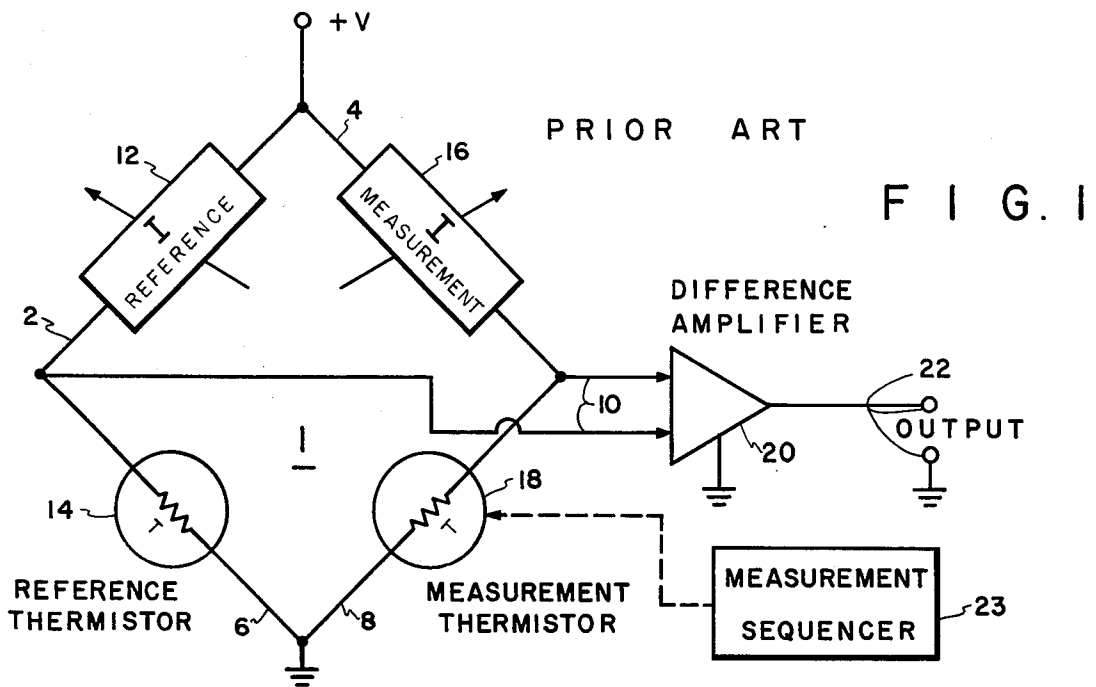 +V
4
PRIOR ART
12
16
FIG. 1
I
REFERENCE
I
MEASUREMENT
DIFFERENCE
AMPLIFIER
2
22
10
OUTPUT
20
1
14
T
18
T
REFERENCE
THERMISTOR
MEASUREMENT
THERMISTOR
6
8
MEASUREMENT
SEQUENCER
23